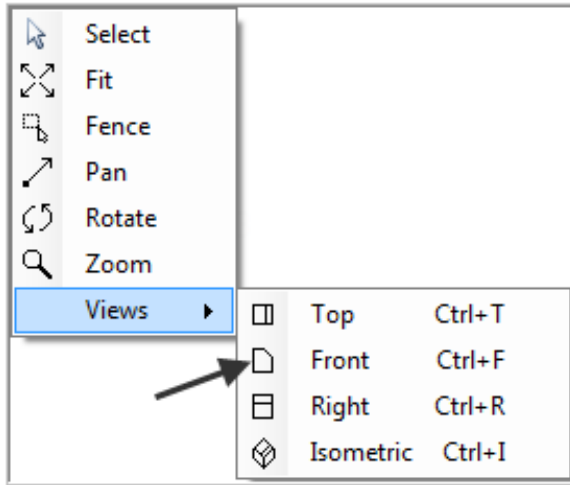 Select
Fit
Fence
Pan
Rotate
Zoom
Views
Top Ctrl+T
Front Ctrl+F
Right Ctrl+R
Isometric Ctrl+I